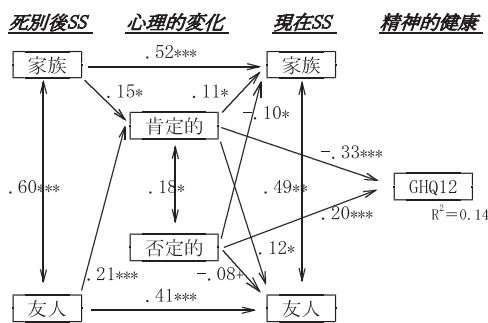 死別後SS 心理的変化 現在SS 精神的健康
.52***
家族 家族
.15* .11*
-.10*
肯定的
-.33***
.60*** .18* .49** GHQ12
.20*** R²=0.14
否定的 .12*
.21*** -.08+
.41***
友人 友人